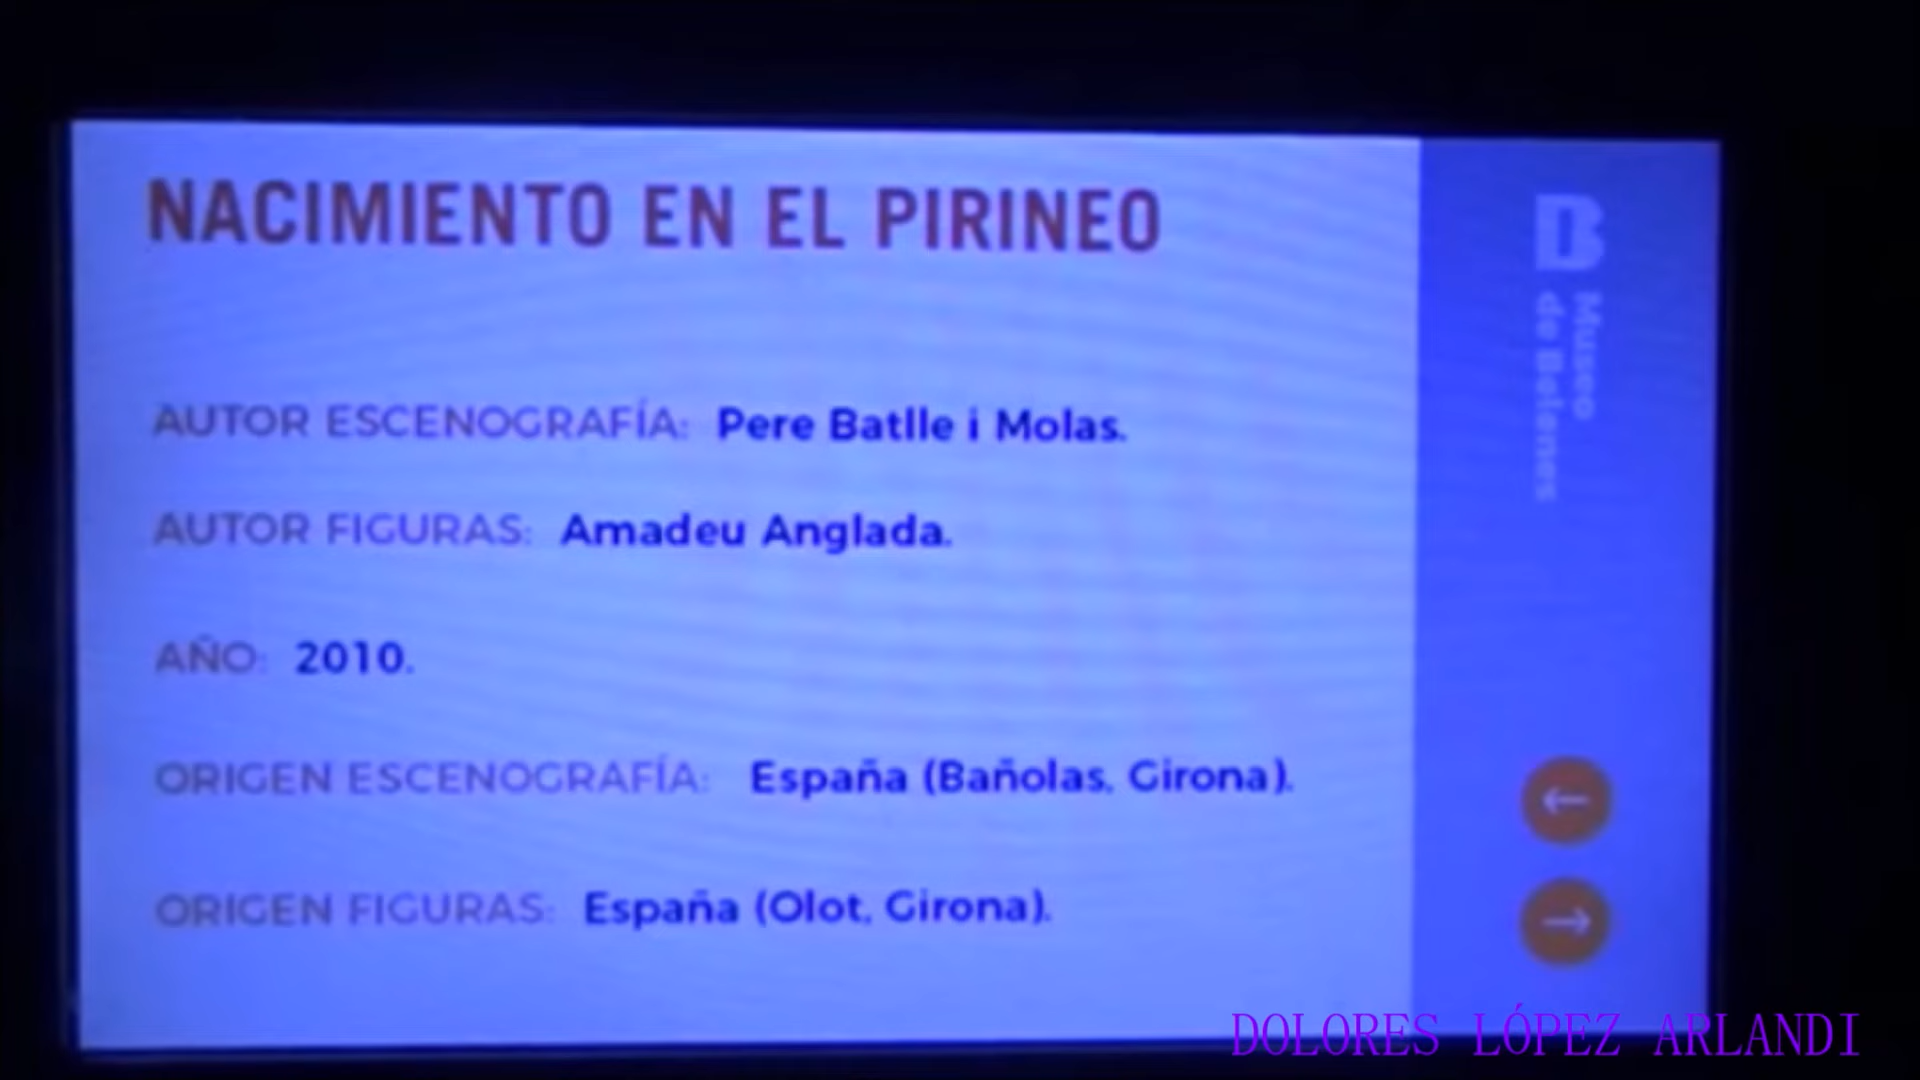 NACIMIENTO EN EL PIRINEO
AUTOR ESCENOGRAFÍA: Pere Batlle i Molas.
AUTOR FIGURAS: Amadeu Anglada.
AÑO: 2010.
ORIGEN ESCENOGRAFÍA: España (Bañolas, Girona).
ORIGEN FIGURAS: España (Olot, Girona).
B
Museo
de Belenes
DOLORES LÓPEZ ARLANDI